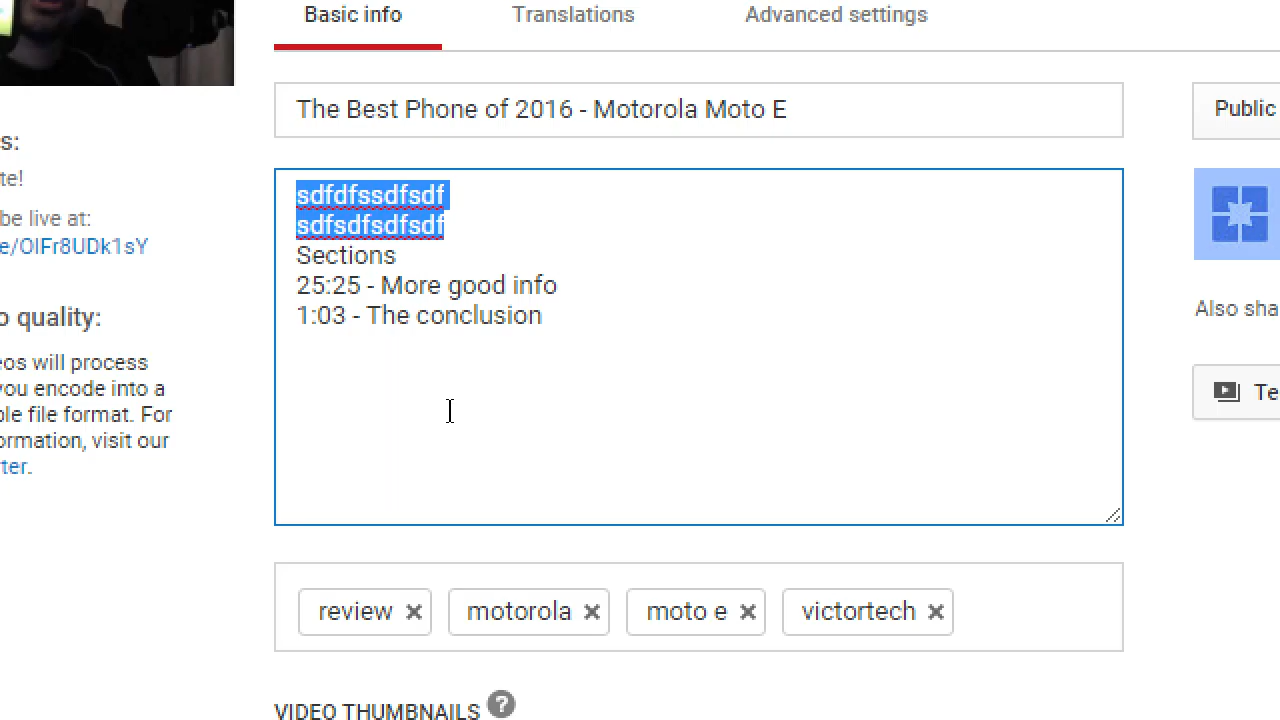 Basic info Translations Advanced settings
The Best Phone of 2016 - Motorola Moto E
Public
s:
te!
be live at:
e/OlFr8UDk1sY
sdfdfssdfsdf
sdfsdfsdfsdf
Sections
25:25 - More good info
1:03 - The conclusion
Also sha
o quality:
eos will process
you encode into a
ble file format. For
ormation, visit our
ter.
Te
review × motorola × moto e × victortech ×
VIDEO THUMBNAILS ?